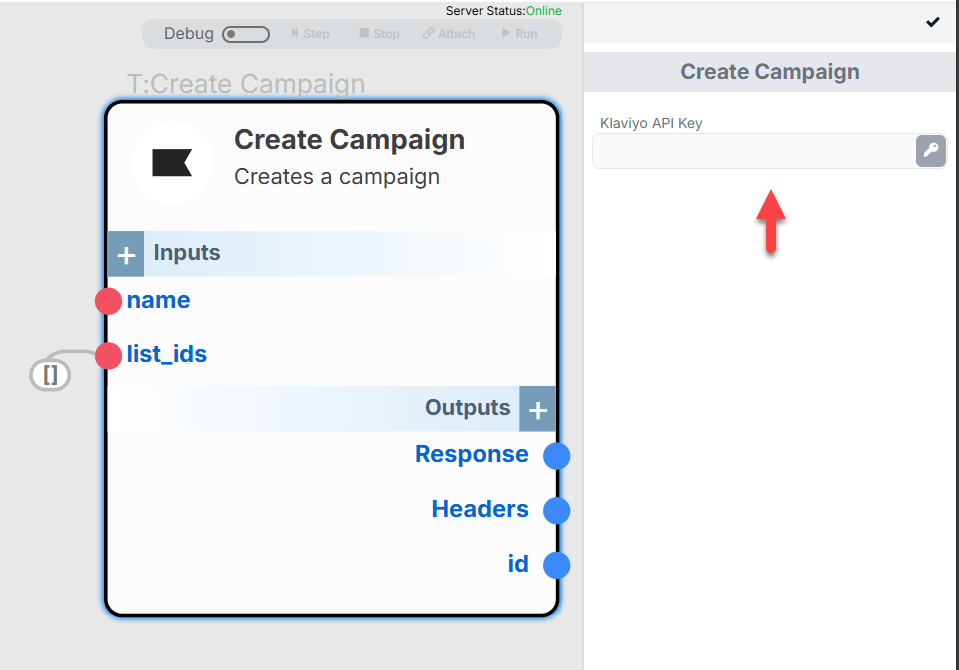 Server Status:Online
Debug Step Stop Attach Run
T:Create Campaign
Create Campaign
Creates a campaign
+ Inputs
name
list_ids
[]
Outputs +
Response
Headers
id
Create Campaign
Klaviyo API Key